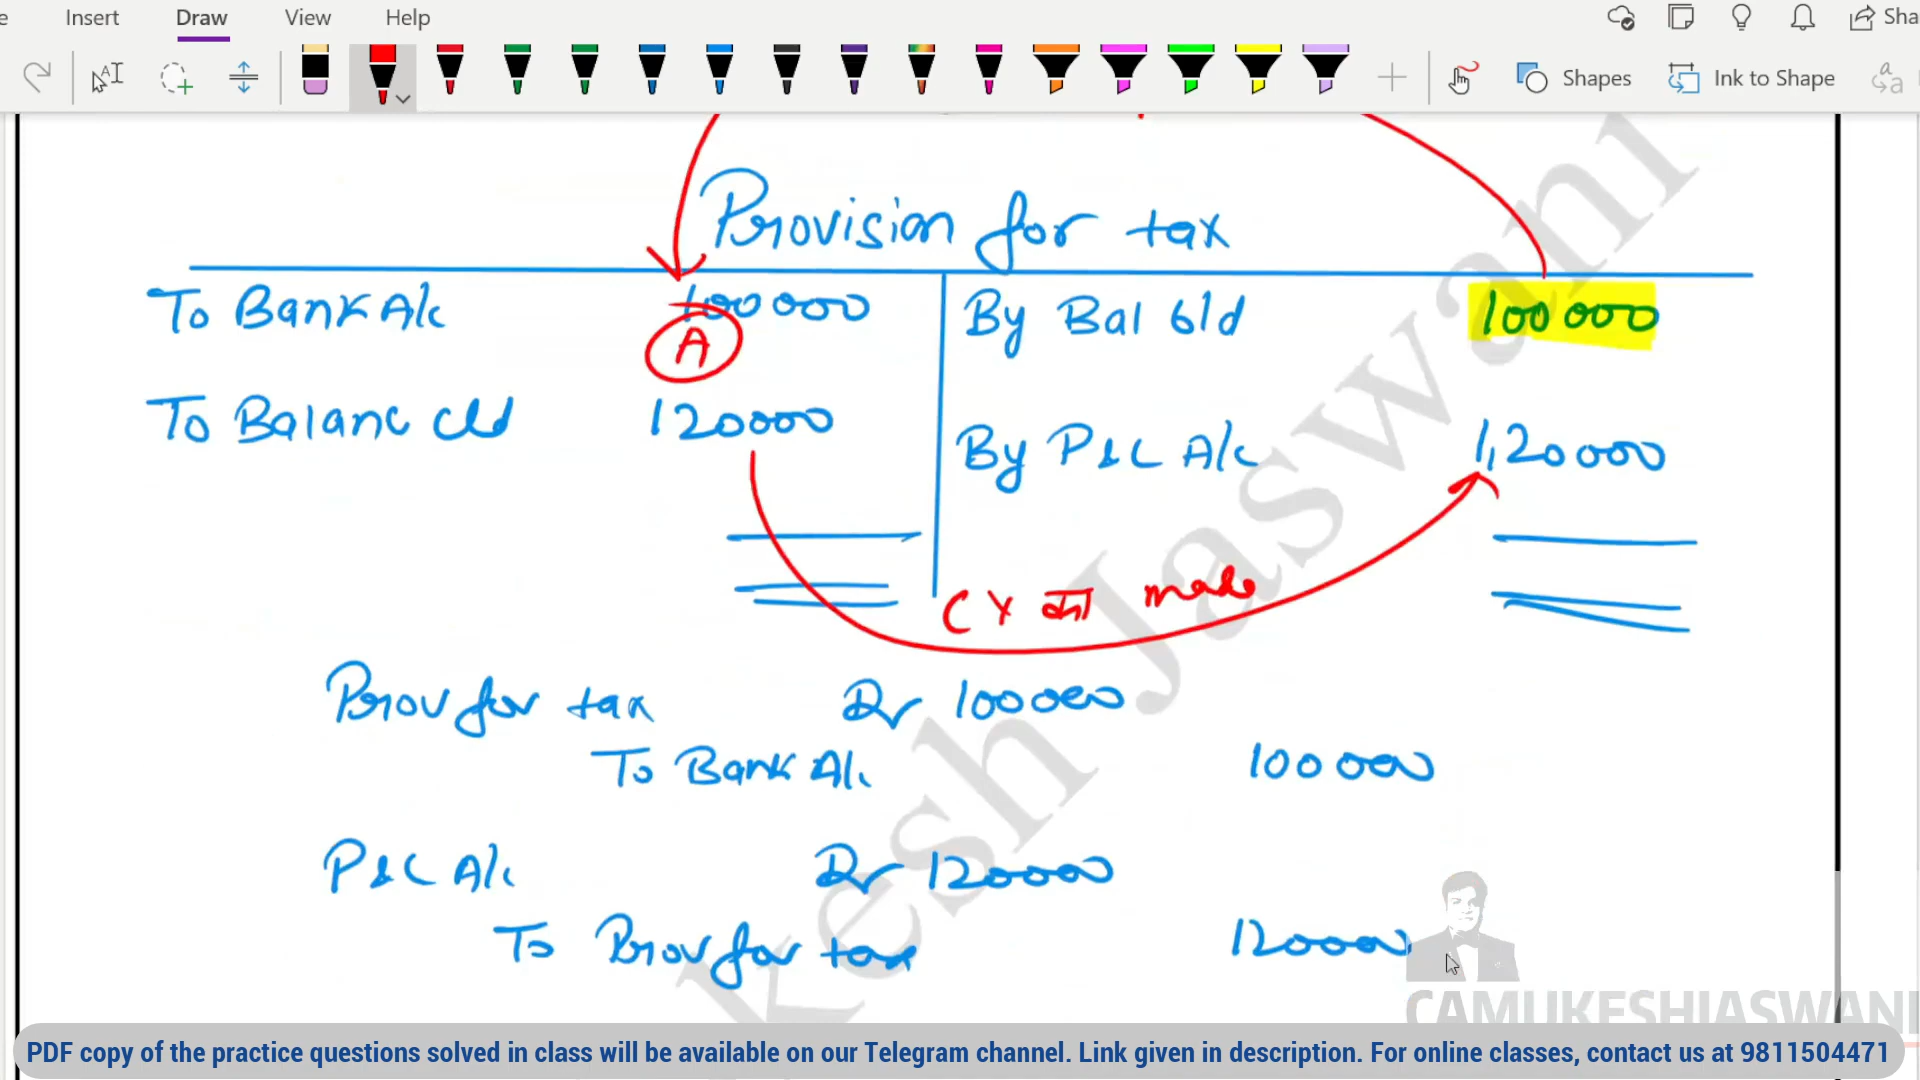 Insert Draw View Help Sha
Shapes Ink to Shape
Provision for tax
To Bank A/c 100000 By Bal b/d 100000
A
To Balanc c/d 120000 By P&L A/c 1,20000
CY का made
Prov for tax Dr 100000
To Bank A/c 100000
P&L A/c Dr 120000
To Prov for tax 120000
kesh Jaswani
CAMUKESHJASWANI
PDF copy of the practice questions solved in class will be available on our Telegram channel. Link given in description. For online classes, contact us at 9811504471